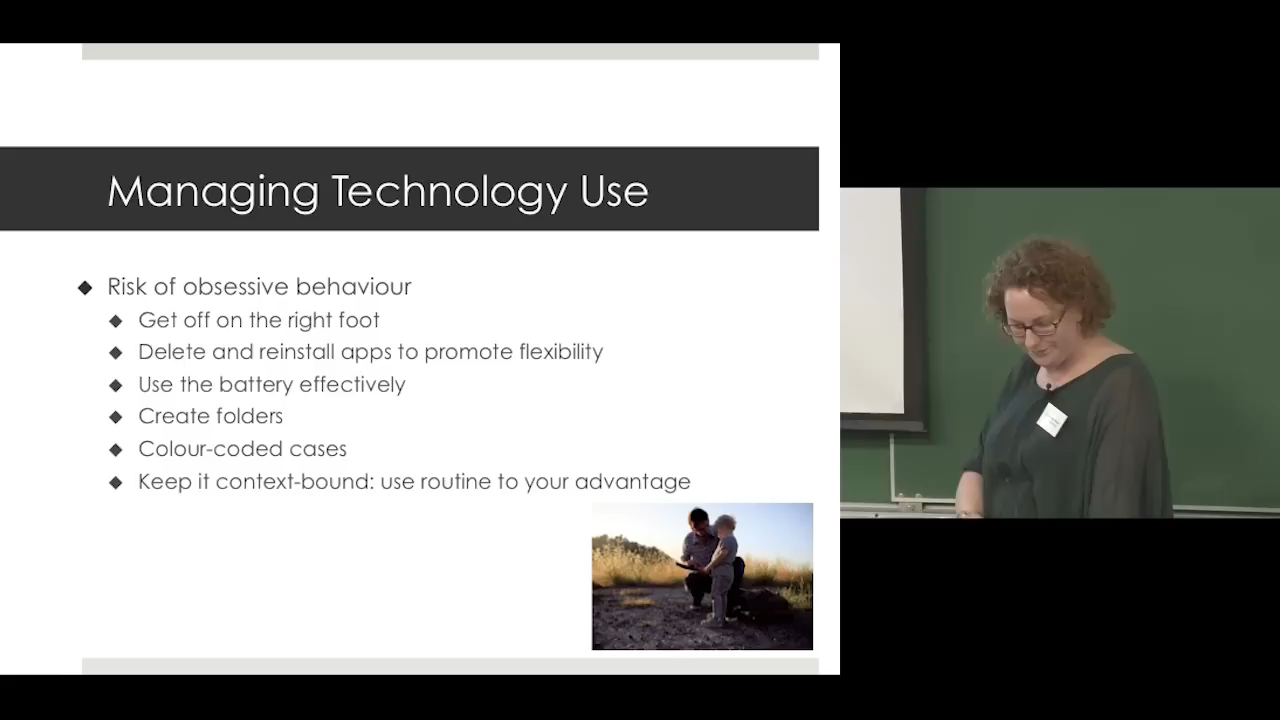 Managing Technology Use
Risk of obsessive behaviour
Get off on the right foot
Delete and reinstall apps to promote flexibility
Use the battery effectively
Create folders
Colour-coded cases
Keep it context-bound: use routine to your advantage